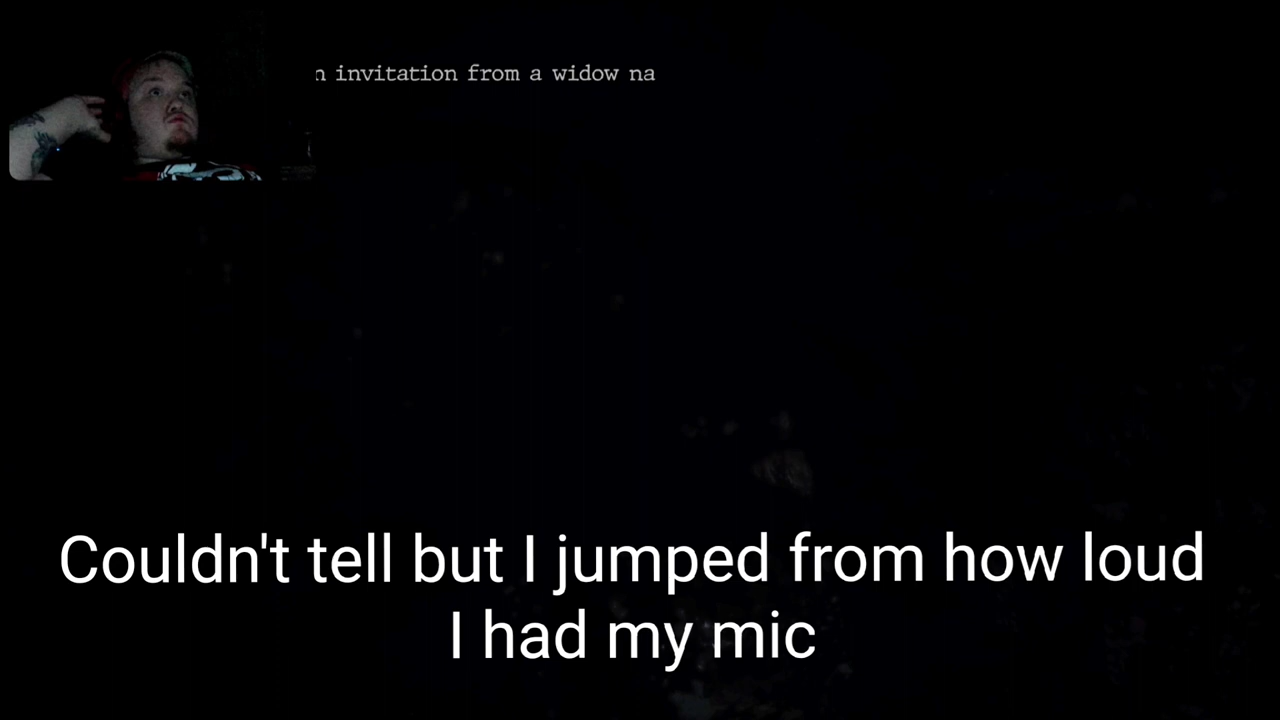 n invitation from a widow na
Couldn't tell but I jumped from how loud
I had my mic